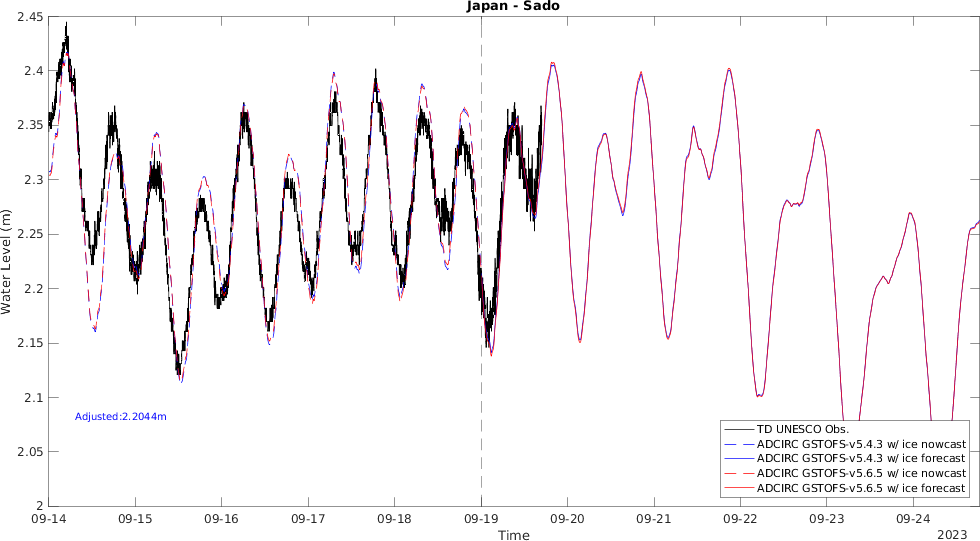 Japan - Sado
2.45
2.4
2.35
2.3
2.25
2.2
2.15
2.1
2.05
2
Water Level (m)
Adjusted:2.2044m
TD UNESCO Obs.
ADCIRC GSTOFS-v5.4.3 w/ ice nowcast
ADCIRC GSTOFS-v5.4.3 w/ ice forecast
ADCIRC GSTOFS-v5.6.5 w/ ice nowcast
ADCIRC GSTOFS-v5.6.5 w/ ice forecast
09-14 09-15 09-16 09-17 09-18 09-19 09-20 09-21 09-22 09-23 09-24
Time
2023